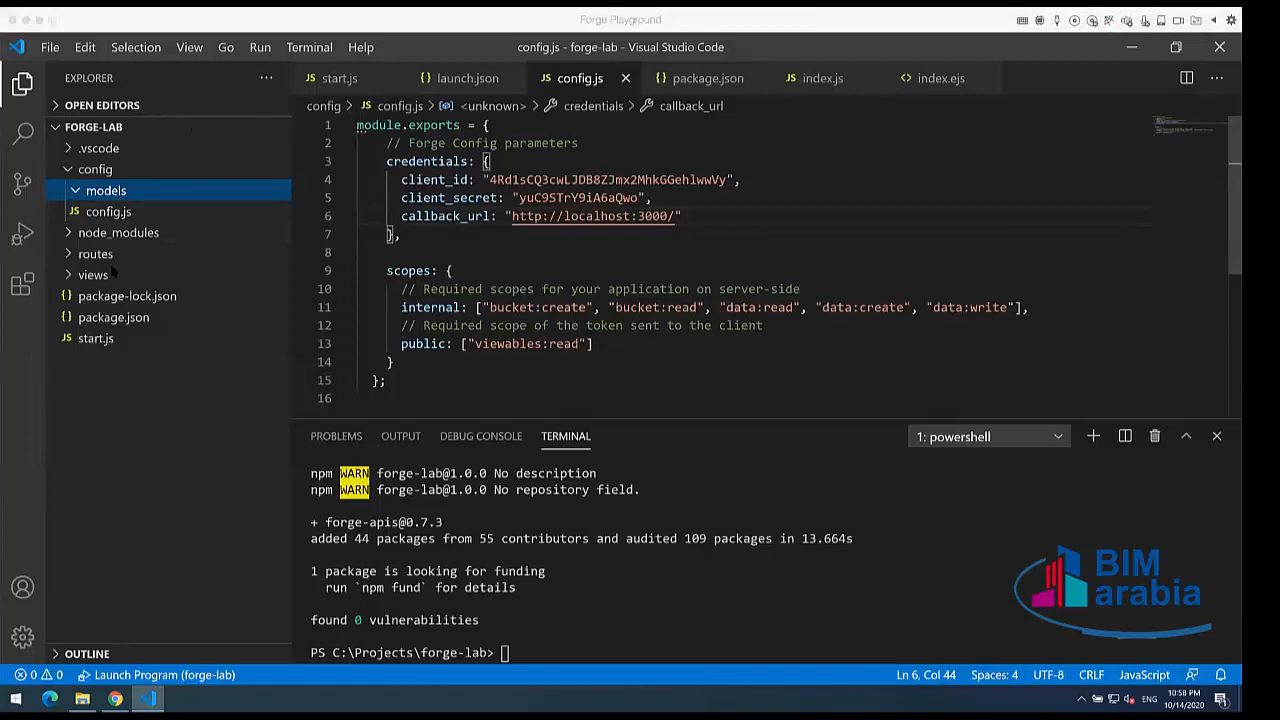 Forge Playground
File Edit Selection View Go Run Terminal Help
config.js - forge-lab - Visual Studio Code
EXPLORER
OPEN EDITORS
FORGE-LAB
.vscode
config
models
JS config.js
node_modules
routes
views
{} package-lock.json
{} package.json
JS start.js
OUTLINE
JS start.js
launch.json
JS config.js
package.json
JS index.js
<> index.ejs
config > JS config.js > <unknown> > credentials > callback_url
1 module.exports = {
2 // Forge Config parameters
3 credentials: {
4 client_id: "4Rd1sCQ3cwLJDB8ZJmx2MhkGGehlwwVy",
5 client_secret: "yuC9STrY9iA6aQwo",
6 callback_url: "http://localhost:3000/"
7 },
8
9 scopes: {
10 // Required scopes for your application on server-side
11 internal: ["bucket:create", "bucket:read", "data:read", "data:create", "data:write"],
12 // Required scope of the token sent to the client
13 public: ["viewables:read"]
14 }
15 };
16
PROBLEMS OUTPUT DEBUG CONSOLE TERMINAL
1: powershell
npm WARN forge-lab@1.0.0 No description
npm WARN forge-lab@1.0.0 No repository field.
+ forge-apis@0.7.3
added 44 packages from 55 contributors and audited 109 packages in 13.664s
1 package is looking for funding
run `npm fund` for details
found 0 vulnerabilities
PS C:\Projects\forge-lab>
BIM
arabia
0 0 Launch Program (forge-lab)
Ln 6, Col 44 Spaces: 4 UTF-8 CRLF JavaScript
ENG
10:58 PM
10/14/2020